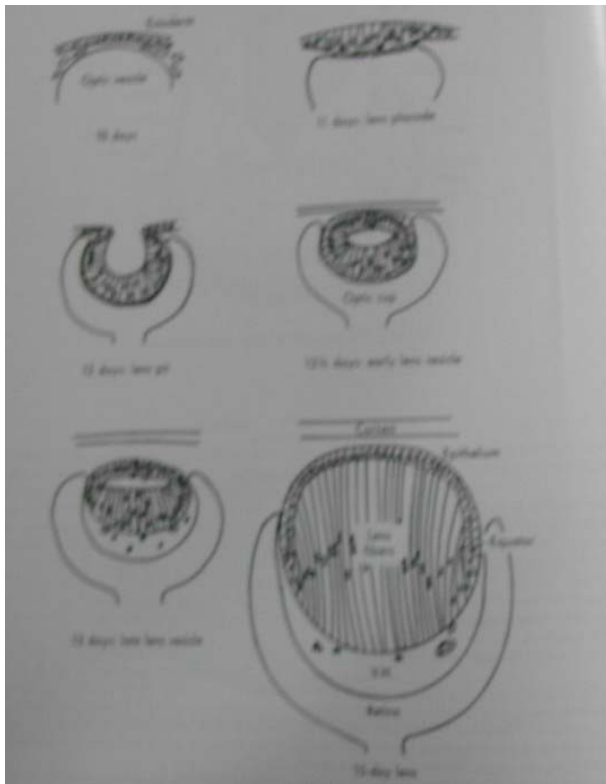 Ectoderm
Optic vesicle
10 days
11 days: lens placode
12 days: lens pit
Optic cup
12½ days: early lens vesicle
13 days: late lens vesicle
Cornea
Epithelium
Lens
fibers
Equator
Retina
15-day lens